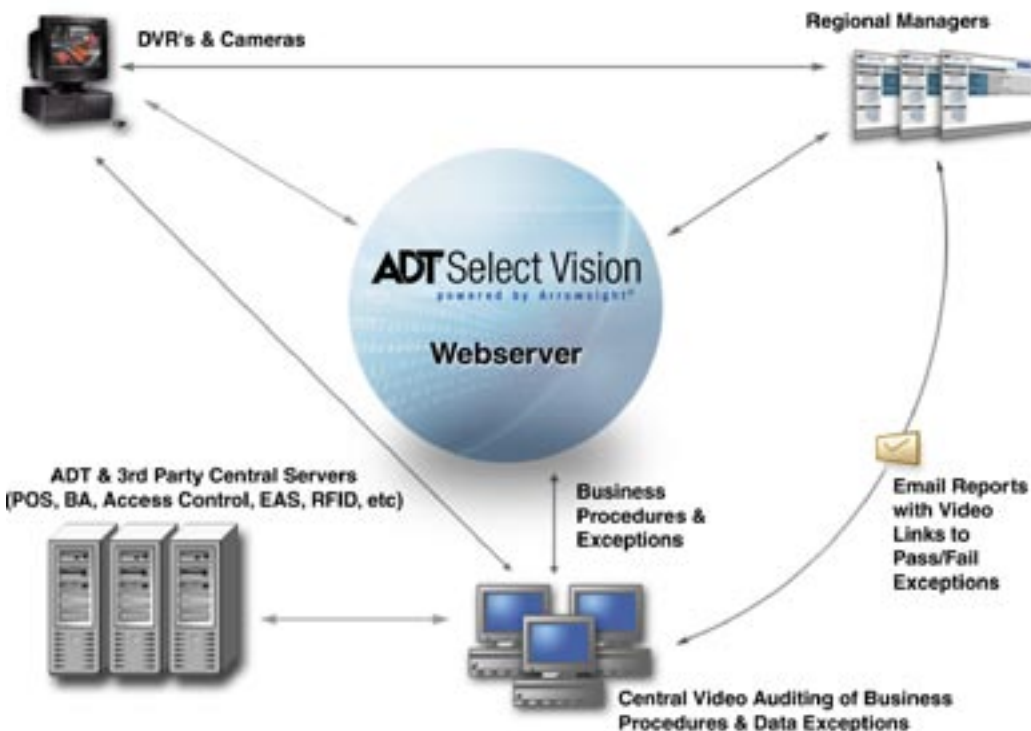 DVR's & Cameras
Regional Managers
ADT Select Vision
powered by Arrowsight®
Webserver
ADT & 3rd Party Central Servers
(POS, BA, Access Control, EAS, RFID, etc)
Business
Procedures &
Exceptions
Email Reports
with Video
Links to
Pass/Fail
Exceptions
Central Video Auditing of Business
Procedures & Data Exceptions